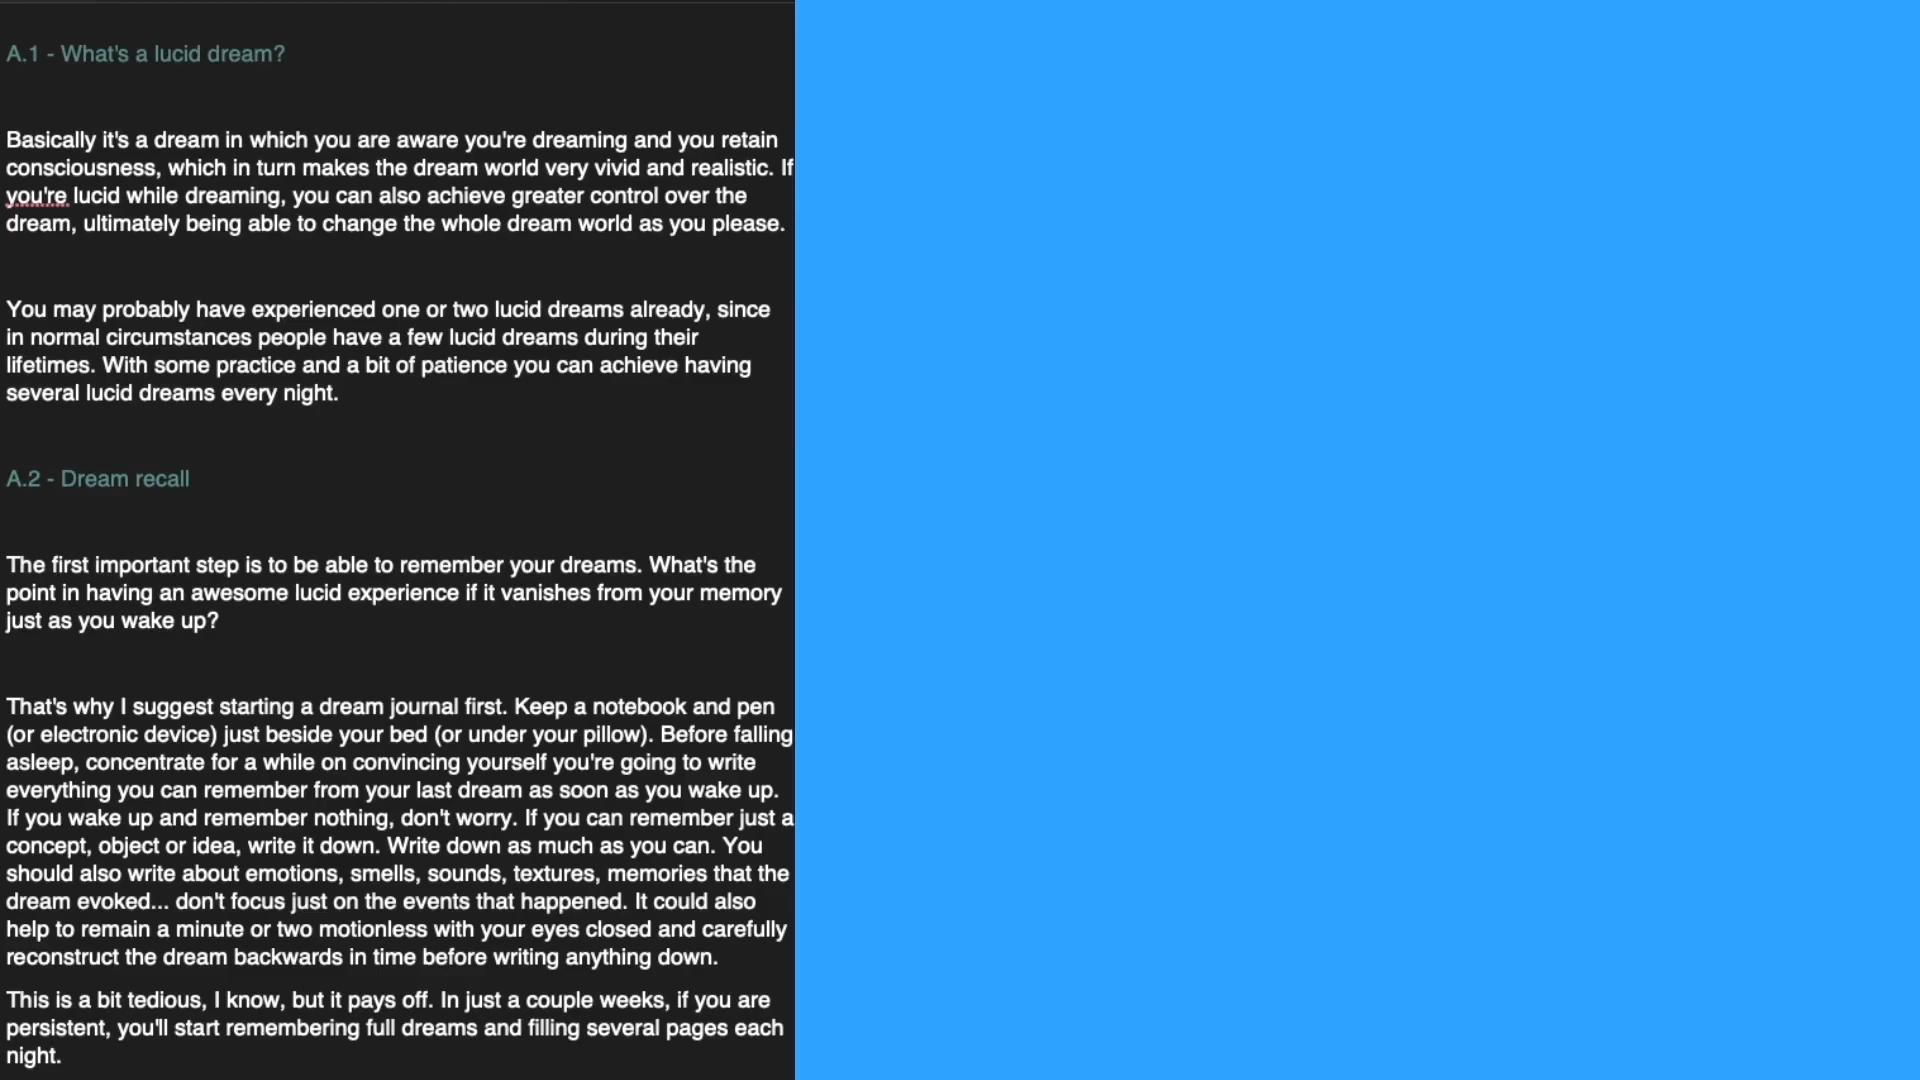 A.1 - What's a lucid dream?
Basically it's a dream in which you are aware you're dreaming and you retain
consciousness, which in turn makes the dream world very vivid and realistic. If
you're lucid while dreaming, you can also achieve greater control over the
dream, ultimately being able to change the whole dream world as you please.
You may probably have experienced one or two lucid dreams already, since
in normal circumstances people have a few lucid dreams during their
lifetimes. With some practice and a bit of patience you can achieve having
several lucid dreams every night.
A.2 - Dream recall
The first important step is to be able to remember your dreams. What's the
point in having an awesome lucid experience if it vanishes from your memory
just as you wake up?
That's why I suggest starting a dream journal first. Keep a notebook and pen
(or electronic device) just beside your bed (or under your pillow). Before falling
asleep, concentrate for a while on convincing yourself you're going to write
everything you can remember from your last dream as soon as you wake up.
If you wake up and remember nothing, don't worry. If you can remember just a
concept, object or idea, write it down. Write down as much as you can. You
should also write about emotions, smells, sounds, textures, memories that the
dream evoked... don't focus just on the events that happened. It could also
help to remain a minute or two motionless with your eyes closed and carefully
reconstruct the dream backwards in time before writing anything down.
This is a bit tedious, I know, but it pays off. In just a couple weeks, if you are
persistent, you'll start remembering full dreams and filling several pages each
night.